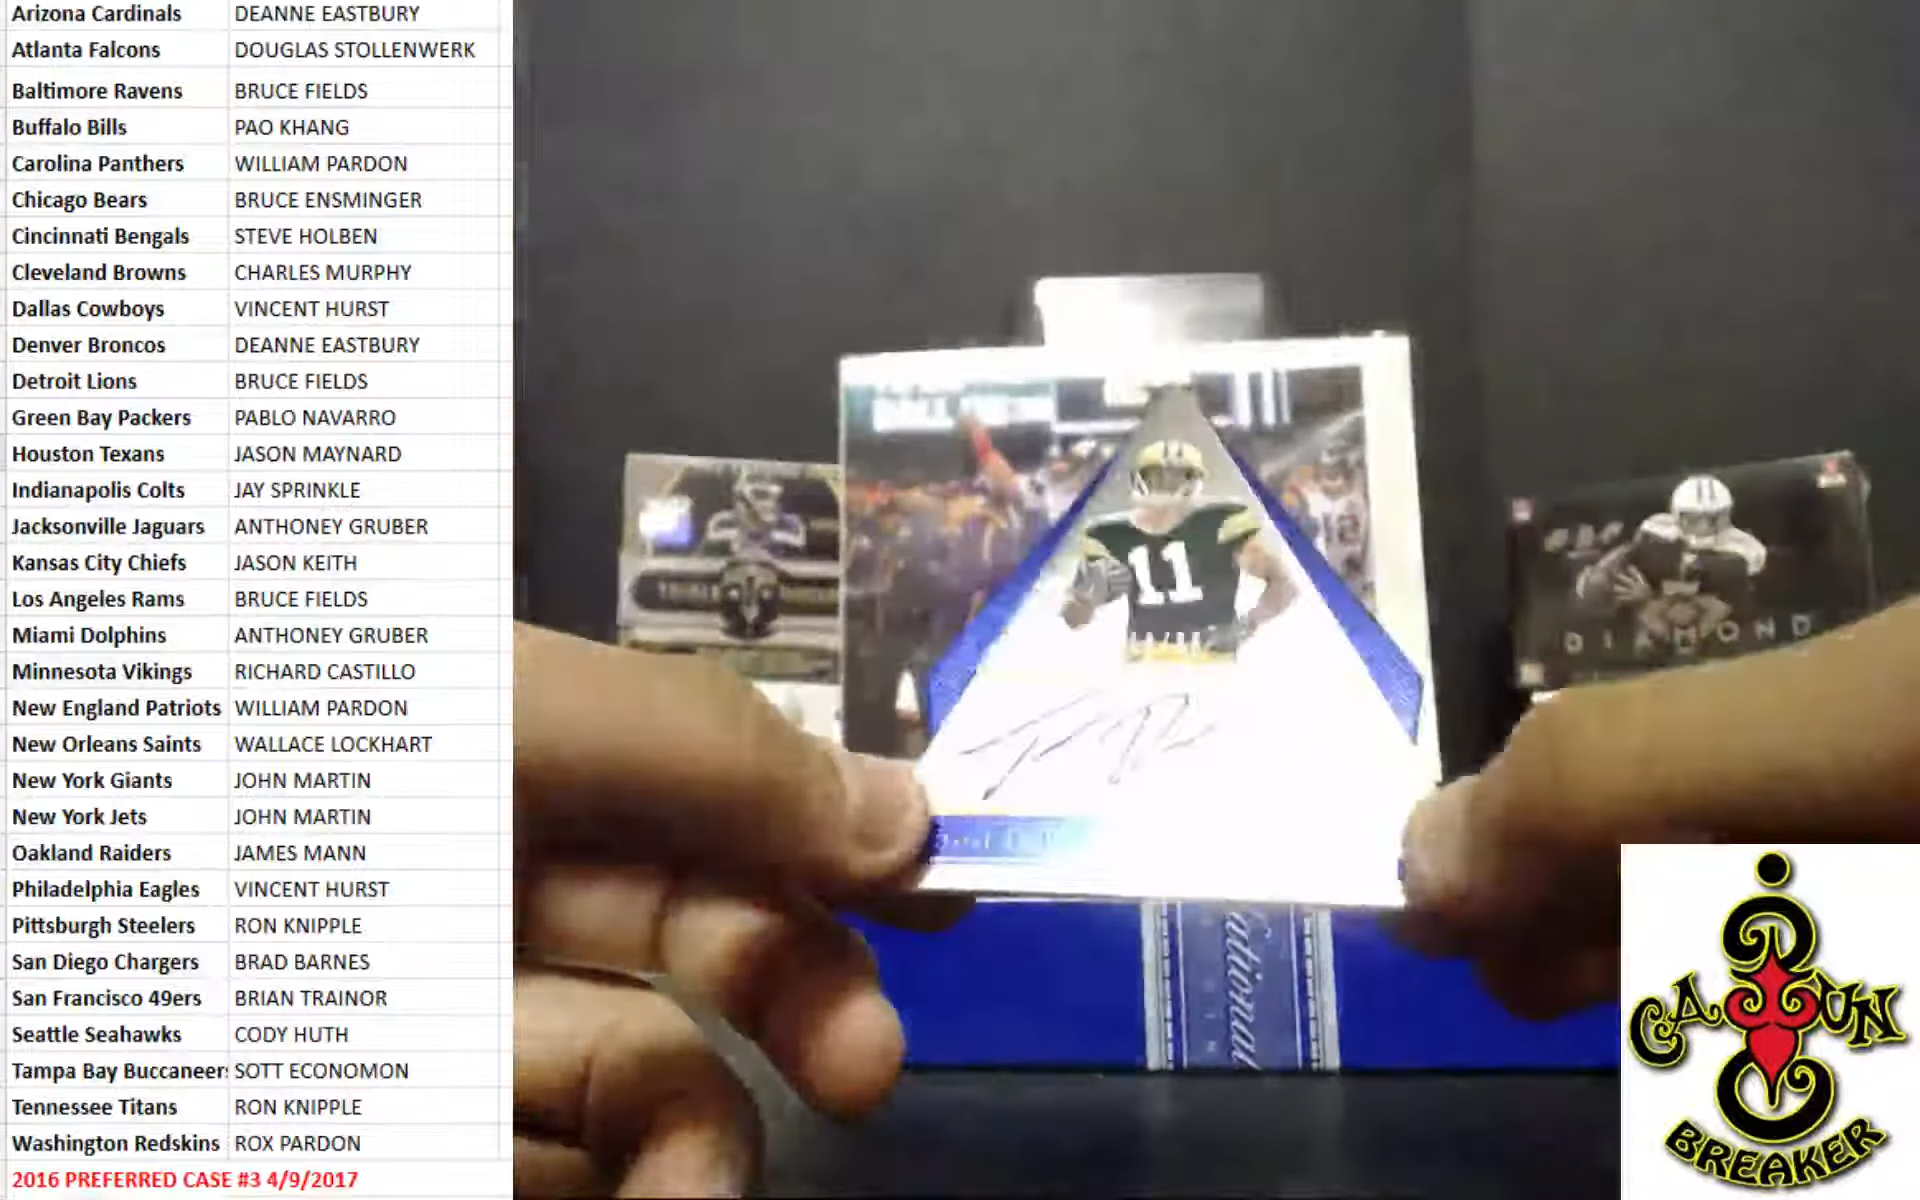 Arizona Cardinals DEANNE EASTBURY
Atlanta Falcons DOUGLAS STOLLENWERK
Baltimore Ravens BRUCE FIELDS
Buffalo Bills PAO KHANG
Carolina Panthers WILLIAM PARDON
Chicago Bears BRUCE ENSMINGER
Cincinnati Bengals STEVE HOLBEN
Cleveland Browns CHARLES MURPHY
Dallas Cowboys VINCENT HURST
Denver Broncos DEANNE EASTBURY
Detroit Lions BRUCE FIELDS
Green Bay Packers PABLO NAVARRO
Houston Texans JASON MAYNARD
Indianapolis Colts JAY SPRINKLE
Jacksonville Jaguars ANTHONEY GRUBER
Kansas City Chiefs JASON KEITH
Los Angeles Rams BRUCE FIELDS
Miami Dolphins ANTHONEY GRUBER
Minnesota Vikings RICHARD CASTILLO
New England Patriots WILLIAM PARDON
New Orleans Saints WALLACE LOCKHART
New York Giants JOHN MARTIN
New York Jets JOHN MARTIN
Oakland Raiders JAMES MANN
Philadelphia Eagles VINCENT HURST
Pittsburgh Steelers RON KNIPPLE
San Diego Chargers BRAD BARNES
San Francisco 49ers BRIAN TRAINOR
Seattle Seahawks CODY HUTH
Tampa Bay Buccaneers SOTT ECONOMON
Tennessee Titans RON KNIPPLE
Washington Redskins ROX PARDON
2016 PREFERRED CASE #3 4/9/2017
11
12
DIAMOND
CAJUN
BREAKER